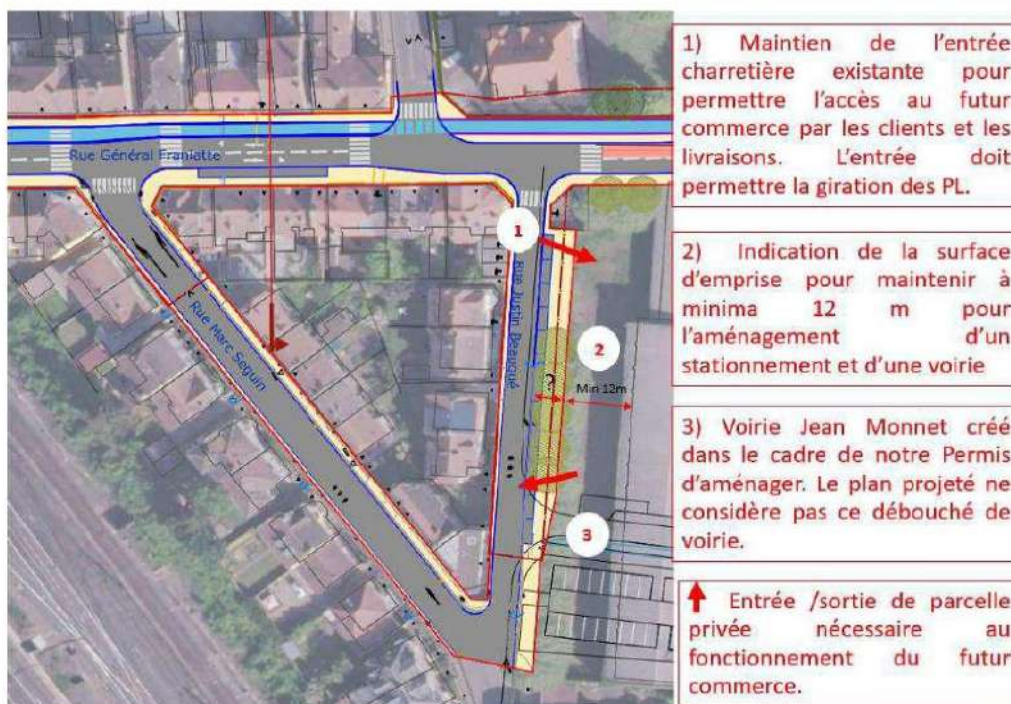 Rue Général Franiatte
Rue Marc Seguin
Rue Justin Beaugué
1
2
Min 12m
3
1) Maintien de l'entrée
charretière existante pour
permettre l'accès au futur
commerce par les clients et les
livraisons. L'entrée doit
permettre la giration des PL.
2) Indication de la surface
d'emprise pour maintenir à
minima 12 m pour
l'aménagement d'un
stationnement et d'une voirie
3) Voirie Jean Monnet créé
dans le cadre de notre Permis
d'aménager. Le plan projeté ne
considère pas ce débouché de
voirie.
Entrée /sortie de parcelle
privée nécessaire au
fonctionnement du futur
commerce.